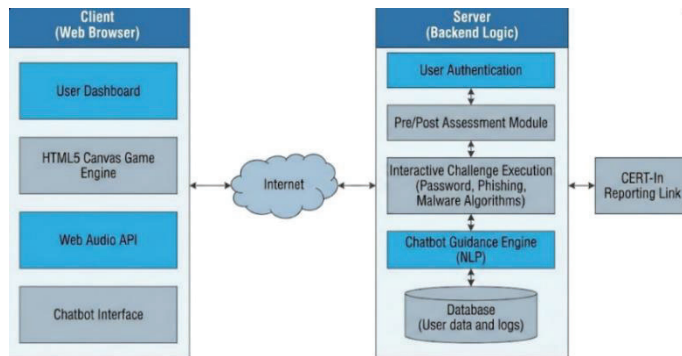 Client
(Web Browser)
User Dashboard
HTML5 Canvas Game
Engine
Web Audio API
Chatbot Interface
Internet
Server
(Backend Logic)
User Authentication
Pre/Post Assessment Module
Interactive Challenge Execution
(Password, Phishing,
Malware Algorithms)
Chatbot Guidance Engine
(NLP)
Database
(User data and logs)
CERT-In
Reporting Link